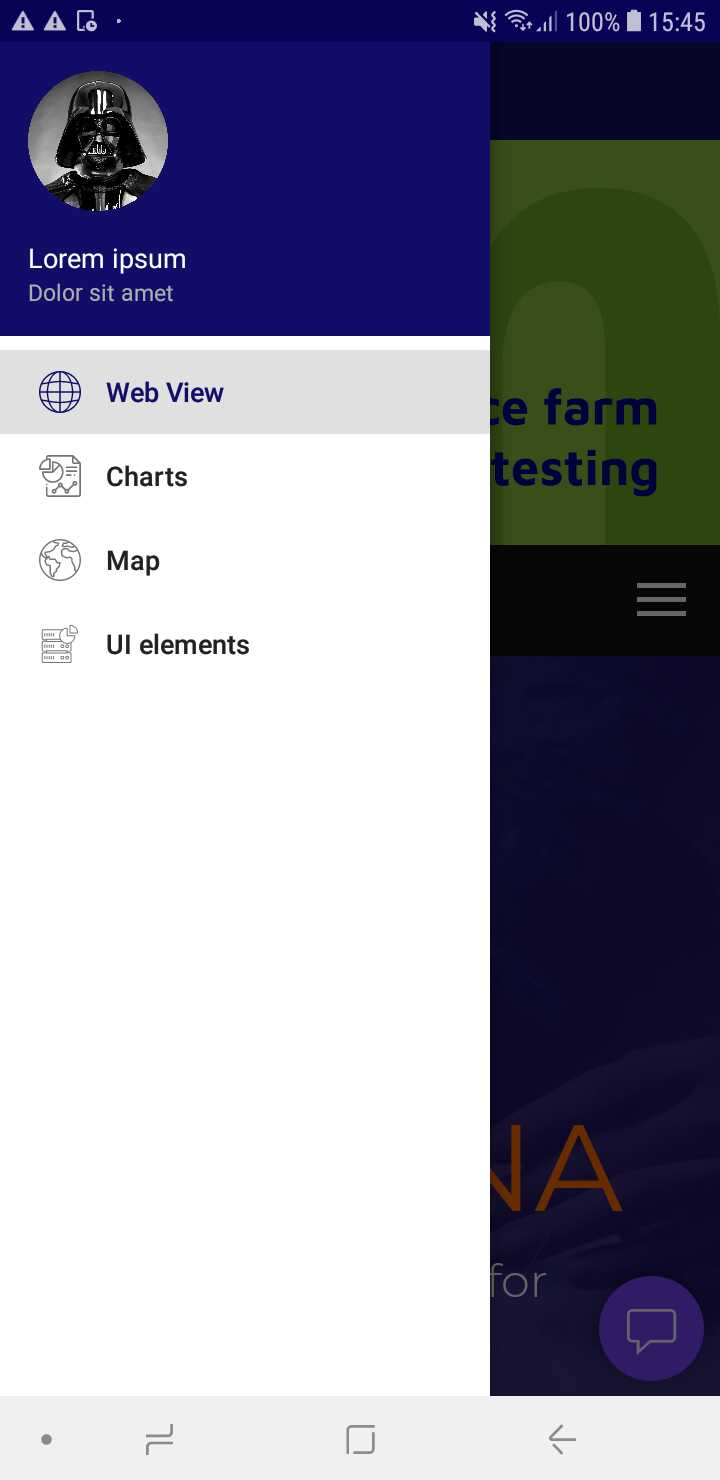 100% 15:45
Lorem ipsum
Dolor sit amet
Web View
Charts
Map
UI elements
ce farm
testing
NA
for